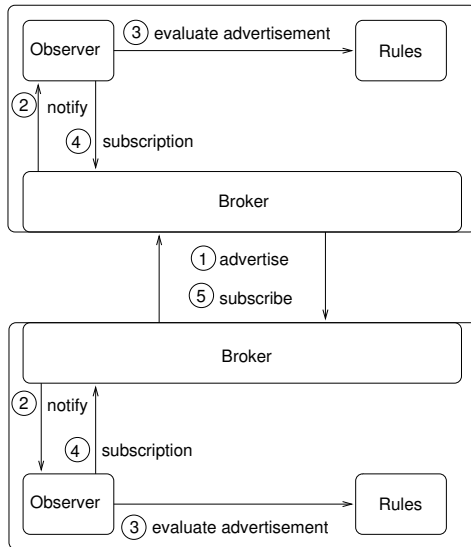 ③ evaluate advertisement
Observer
Rules
② notify
④ subscription
Broker
① advertise
⑤ subscribe
Broker
② notify
④ subscription
Observer
Rules
③ evaluate advertisement